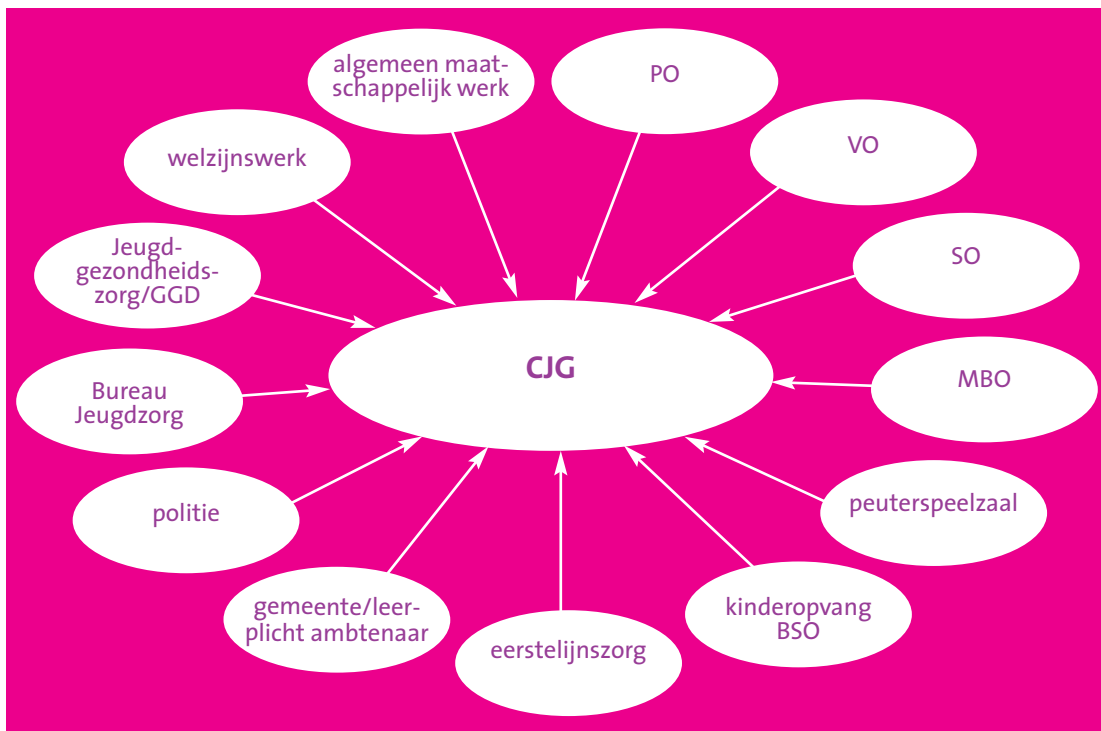 algemeen maat-
schappelijk werk
PO
VO
welzijnswerk
SO
Jeugd-
gezondheids-
zorg/GGD
CJG
MBO
Bureau
Jeugdzorg
peuterspeelzaal
politie
kinderopvang
BSO
gemeente/leer-
plicht ambtenaar
eerstelijnszorg